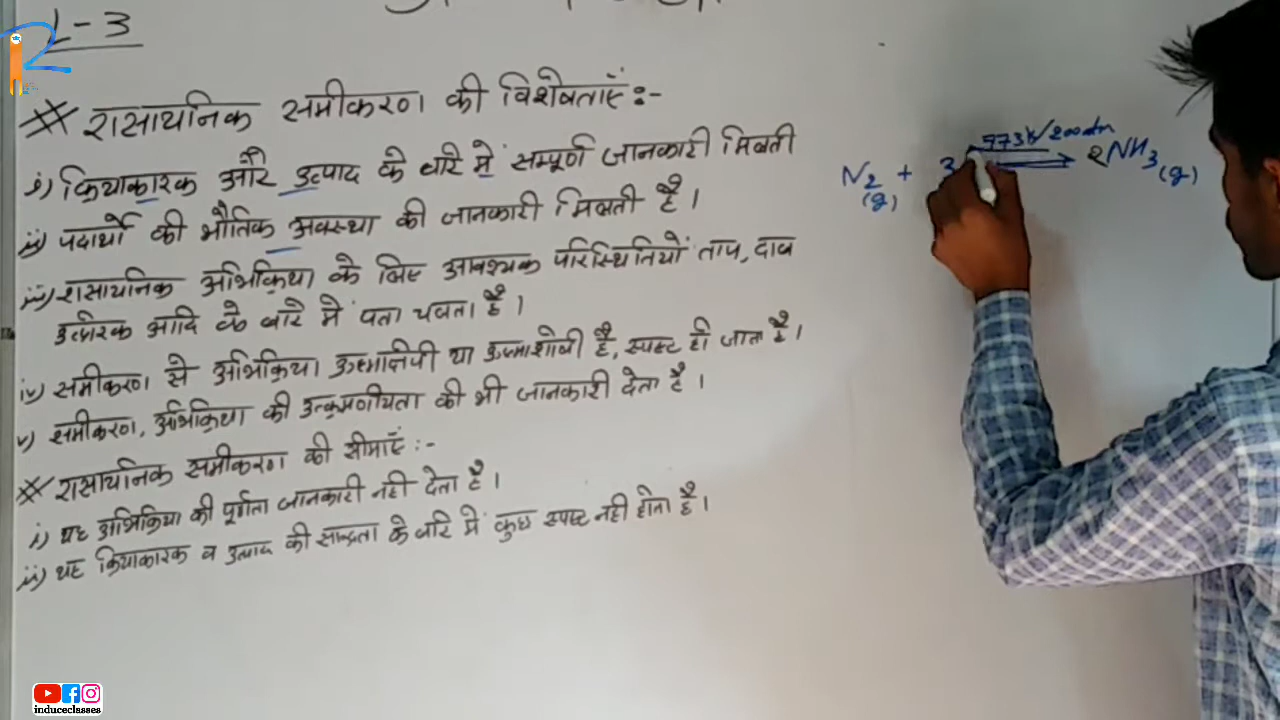 L-3
रासायनिक समीकरण की विशेषताएँ :-
i) क्रियाकारक और उत्पाद के बारे में सम्पूर्ण जानकारी मिलती
ii) पदार्थो की भौतिक अवस्था की जानकारी मिलती है।
iii) रासायनिक अभिक्रिया के लिए आवश्यक परिस्थितियों ताप, दाब
उत्प्रेरक आदि के बारे में पता चलता है।
iv) समीकरण से अभिक्रिया ऊष्माक्षेपी या ऊष्माशोषी है, स्पष्ट हो जाता है।
v) समीकरण, अभिक्रिया की उत्क्रमणीयता की भी जानकारी देता है।
रासायनिक समीकरण की सीमाएँ :-
i) यह अभिक्रिया की पूर्णता जानकारी नही देता है।
ii) यह क्रियाकारक व उत्पाद की सान्द्रता के बारे में कुछ स्पष्ट नही होता है।
773K/200atm
N2(g) + 3 ⇌ 2NH3(g)
induceclasses